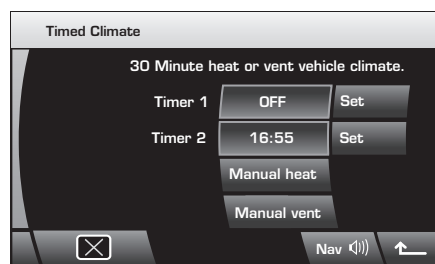 Timed Climate
30 Minute heat or vent vehicle climate.
Timer 1 OFF Set
Timer 2 16:55 Set
Manual heat
Manual vent
Nav